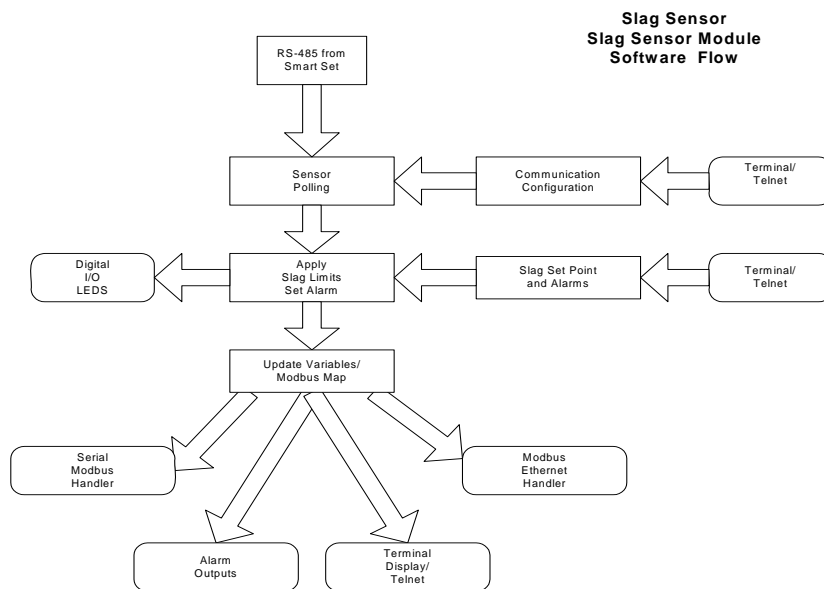 Slag Sensor
Slag Sensor Module
Software Flow
RS-485 from
Smart Set
Sensor
Polling
Communication
Configuration
Terminal/
Telnet
Digital
I/O
LEDS
Apply
Slag Limits
Set Alarm
Slag Set Point
and Alarms
Terminal/
Telnet
Update Variables/
Modbus Map
Serial
Modbus
Handler
Modbus
Ethernet
Handler
Alarm
Outputs
Terminal
Display/
Telnet